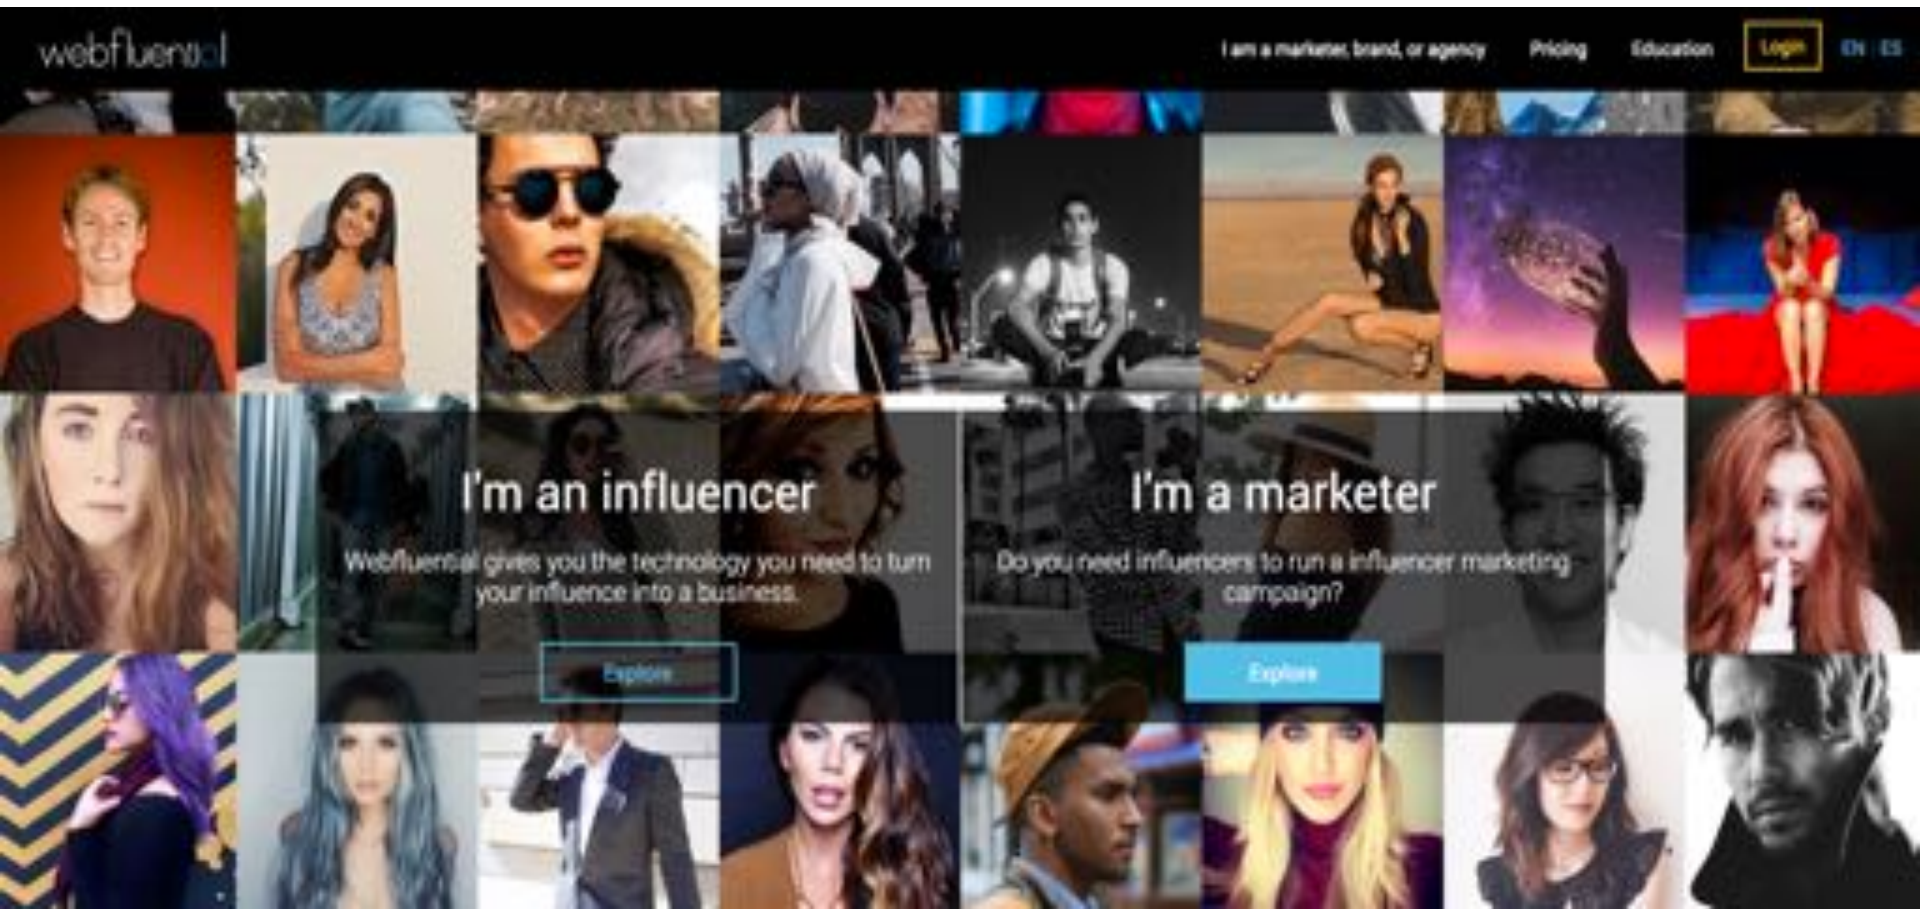 webfluential
I am a marketer, brand, or agency Pricing Education Login EN | ES
I'm an influencer
Webfluential gives you the technology you need to turn
your influence into a business.
Explore
I'm a marketer
Do you need influencers to run a influencer marketing
campaign?
Explore